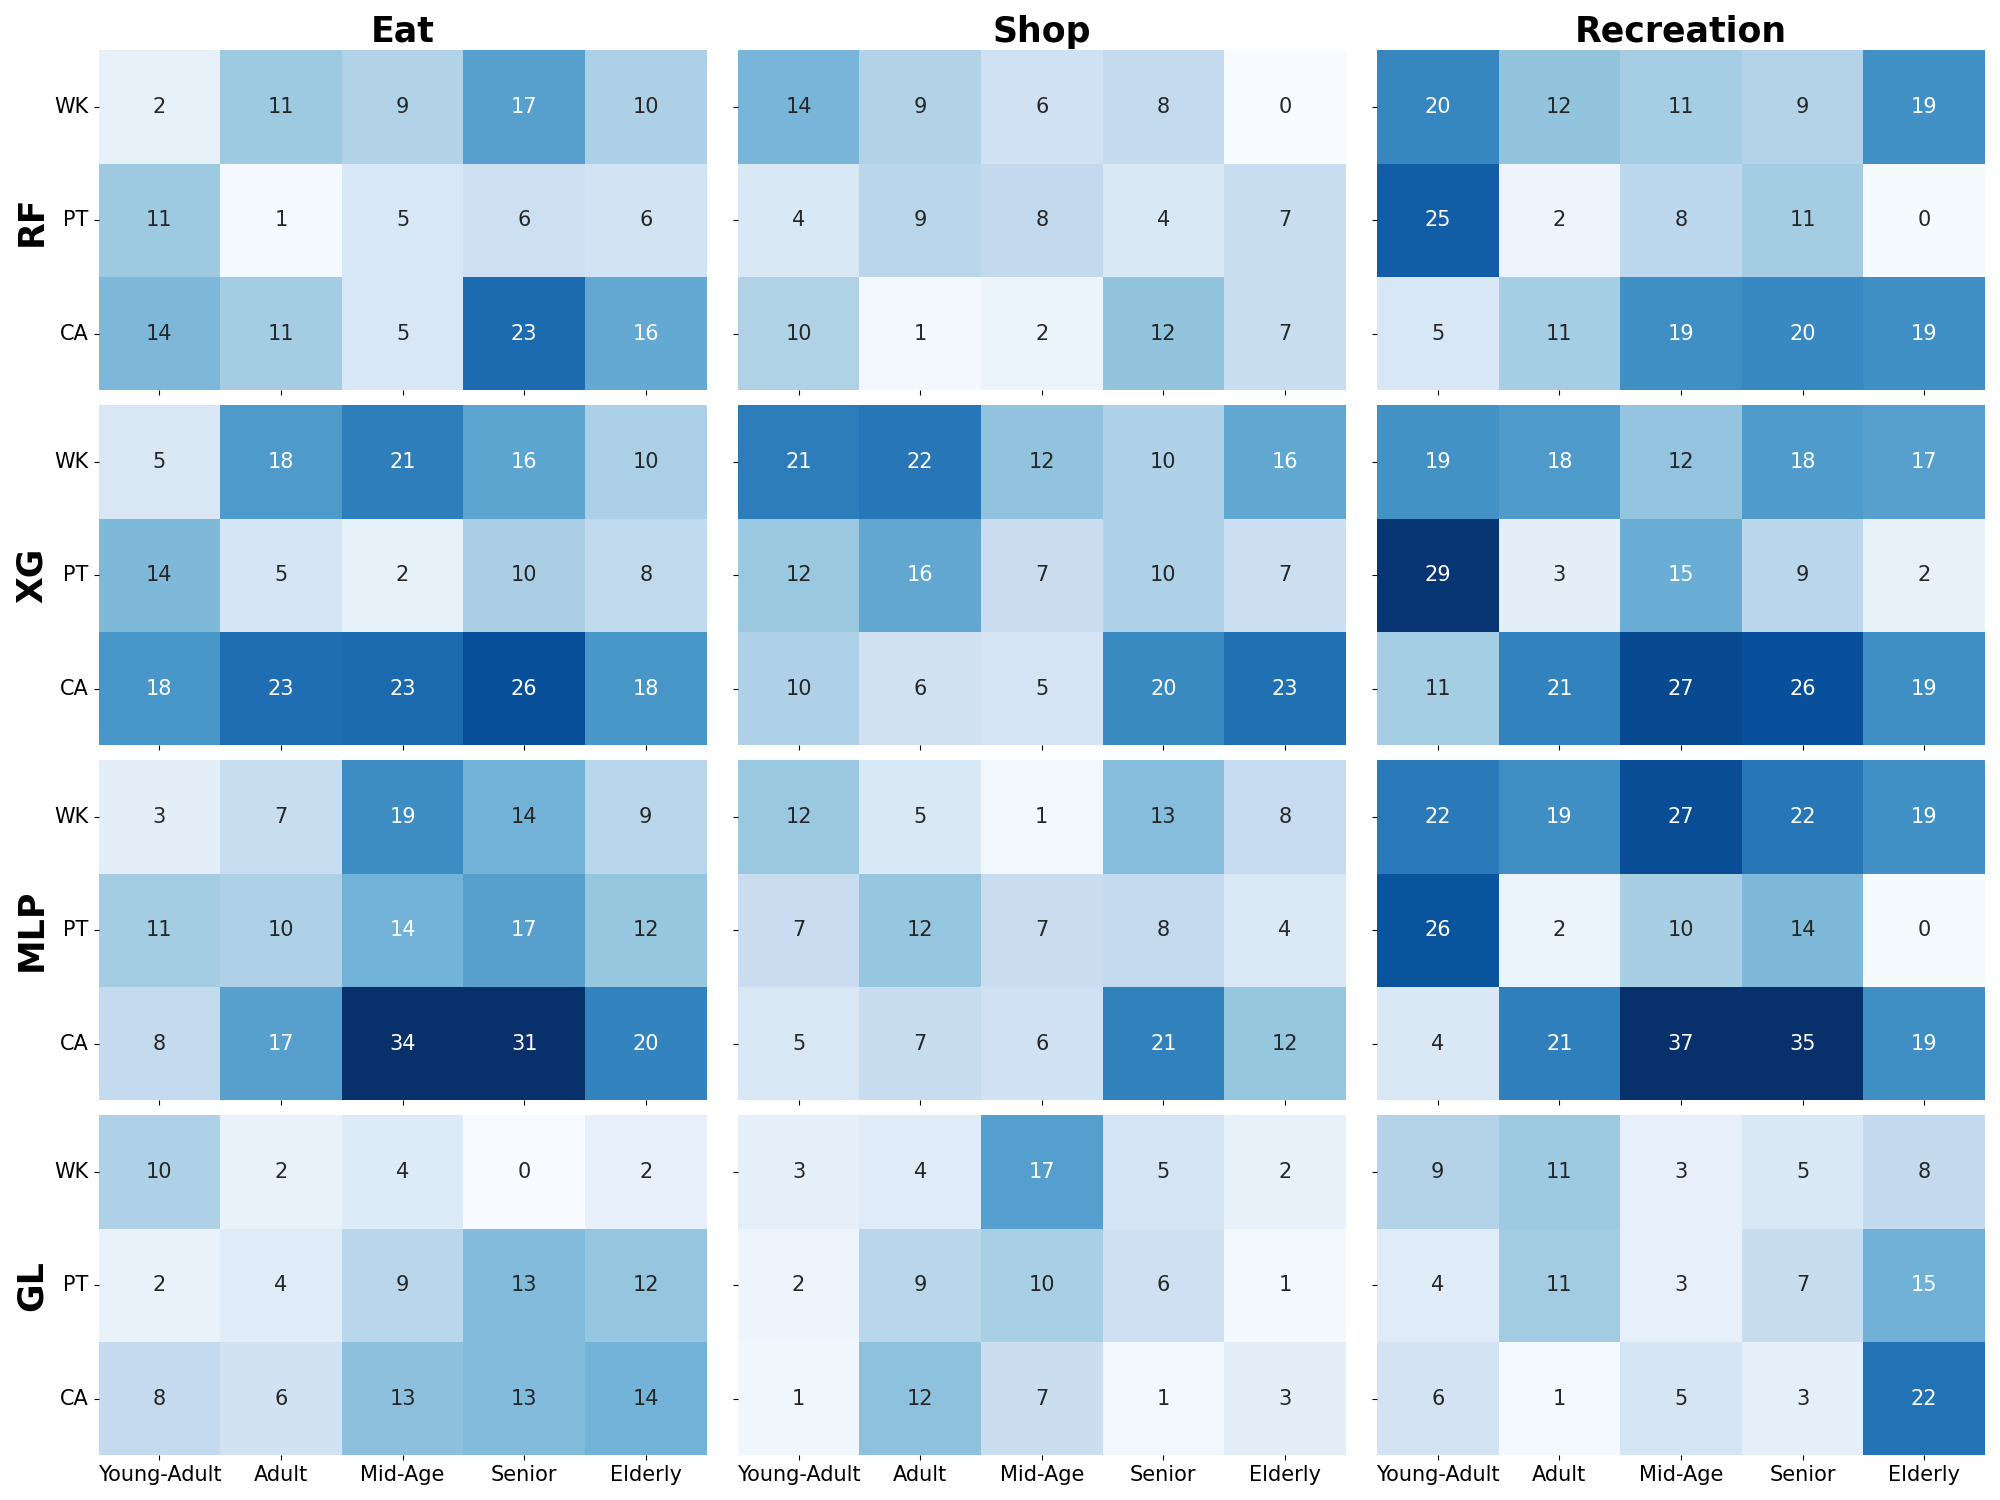 Eat Shop Recreation
RF
WK 2 11 9 17 10 14 9 6 8 0 20 12 11 9 19
PT 11 1 5 6 6 4 9 8 4 7 25 2 8 11 0
CA 14 11 5 23 16 10 1 2 12 7 5 11 19 20 19
XG
WK 5 18 21 16 10 21 22 12 10 16 19 18 12 18 17
PT 14 5 2 10 8 12 16 7 10 7 29 3 15 9 2
CA 18 23 23 26 18 10 6 5 20 23 11 21 27 26 19
MLP
WK 3 7 19 14 9 12 5 1 13 8 22 19 27 22 19
PT 11 10 14 17 12 7 12 7 8 4 26 2 10 14 0
CA 8 17 34 31 20 5 7 6 21 12 4 21 37 35 19
GL
WK 10 2 4 0 2 3 4 17 5 2 9 11 3 5 8
PT 2 4 9 13 12 2 9 10 6 1 4 11 3 7 15
CA 8 6 13 13 14 1 12 7 1 3 6 1 5 3 22
Young-Adult Adult Mid-Age Senior Elderly Young-Adult Adult Mid-Age Senior Elderly Young-Adult Adult Mid-Age Senior Elderly